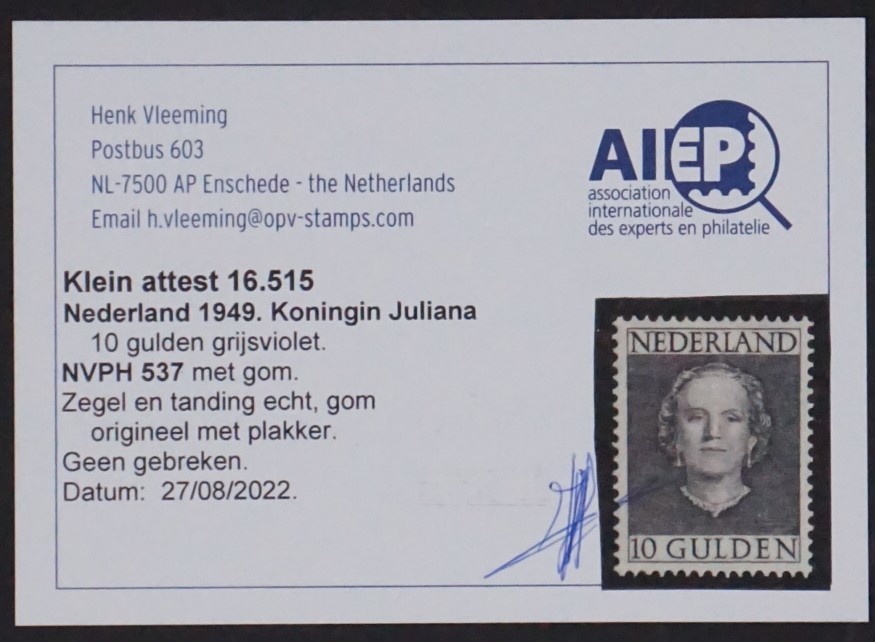 Henk Vleeming
Postbus 603
NL-7500 AP Enschede - the Netherlands
Email h.vleeming@opv-stamps.com
AIEP
association
internationale
des experts en philatelie
Klein attest 16.515
Nederland 1949. Koningin Juliana
10 gulden grijsviolet.
NVPH 537 met gom.
Zegel en tanding echt, gom
origineel met plakker.
Geen gebreken.
Datum: 27/08/2022.
NEDERLAND
10 GULDEN